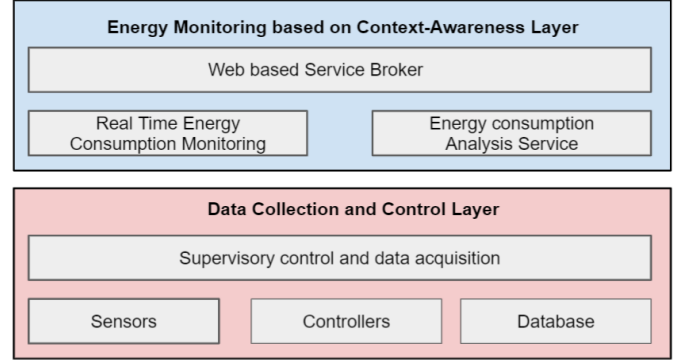 Energy Monitoring based on Context-Awareness Layer
Web based Service Broker
Real Time Energy
Consumption Monitoring
Energy consumption
Analysis Service
Data Collection and Control Layer
Supervisory control and data acquisition
Sensors
Controllers
Database